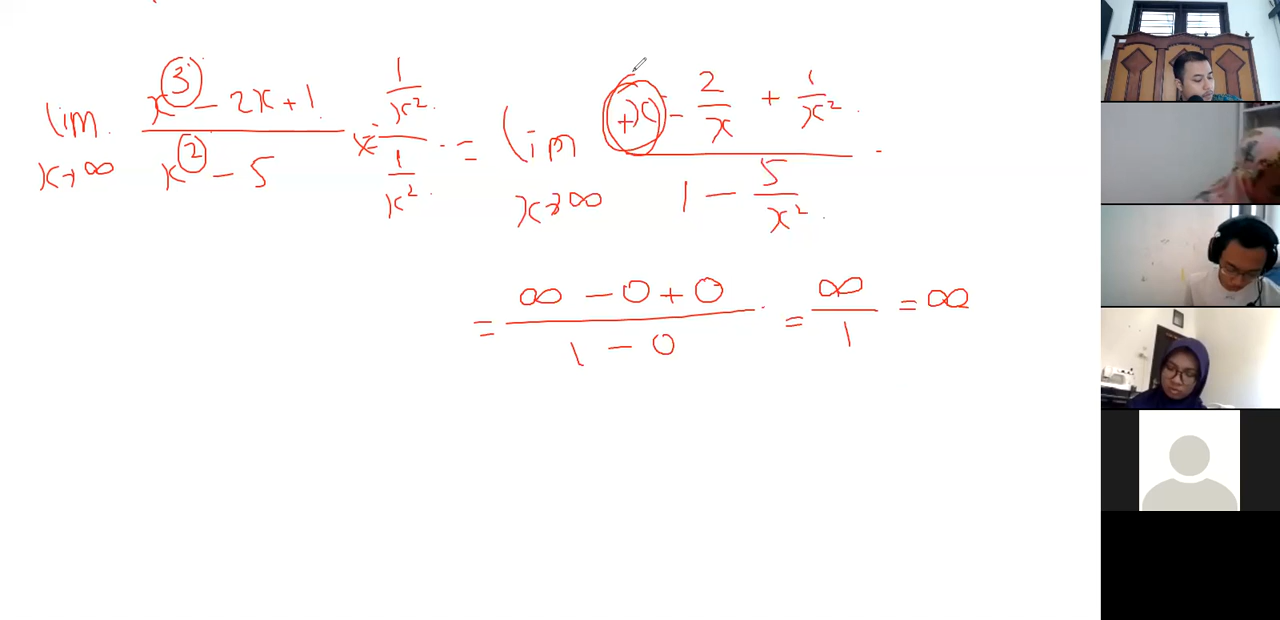 lim x→∞ (x³ - 2x + 1)/(x² - 5) × (1/x²)/(1/x²) = lim x→∞ (+x - 2/x + 1/x²)/(1 - 5/x²)
= (∞ - 0 + 0)/(1 - 0) = ∞/1 = ∞